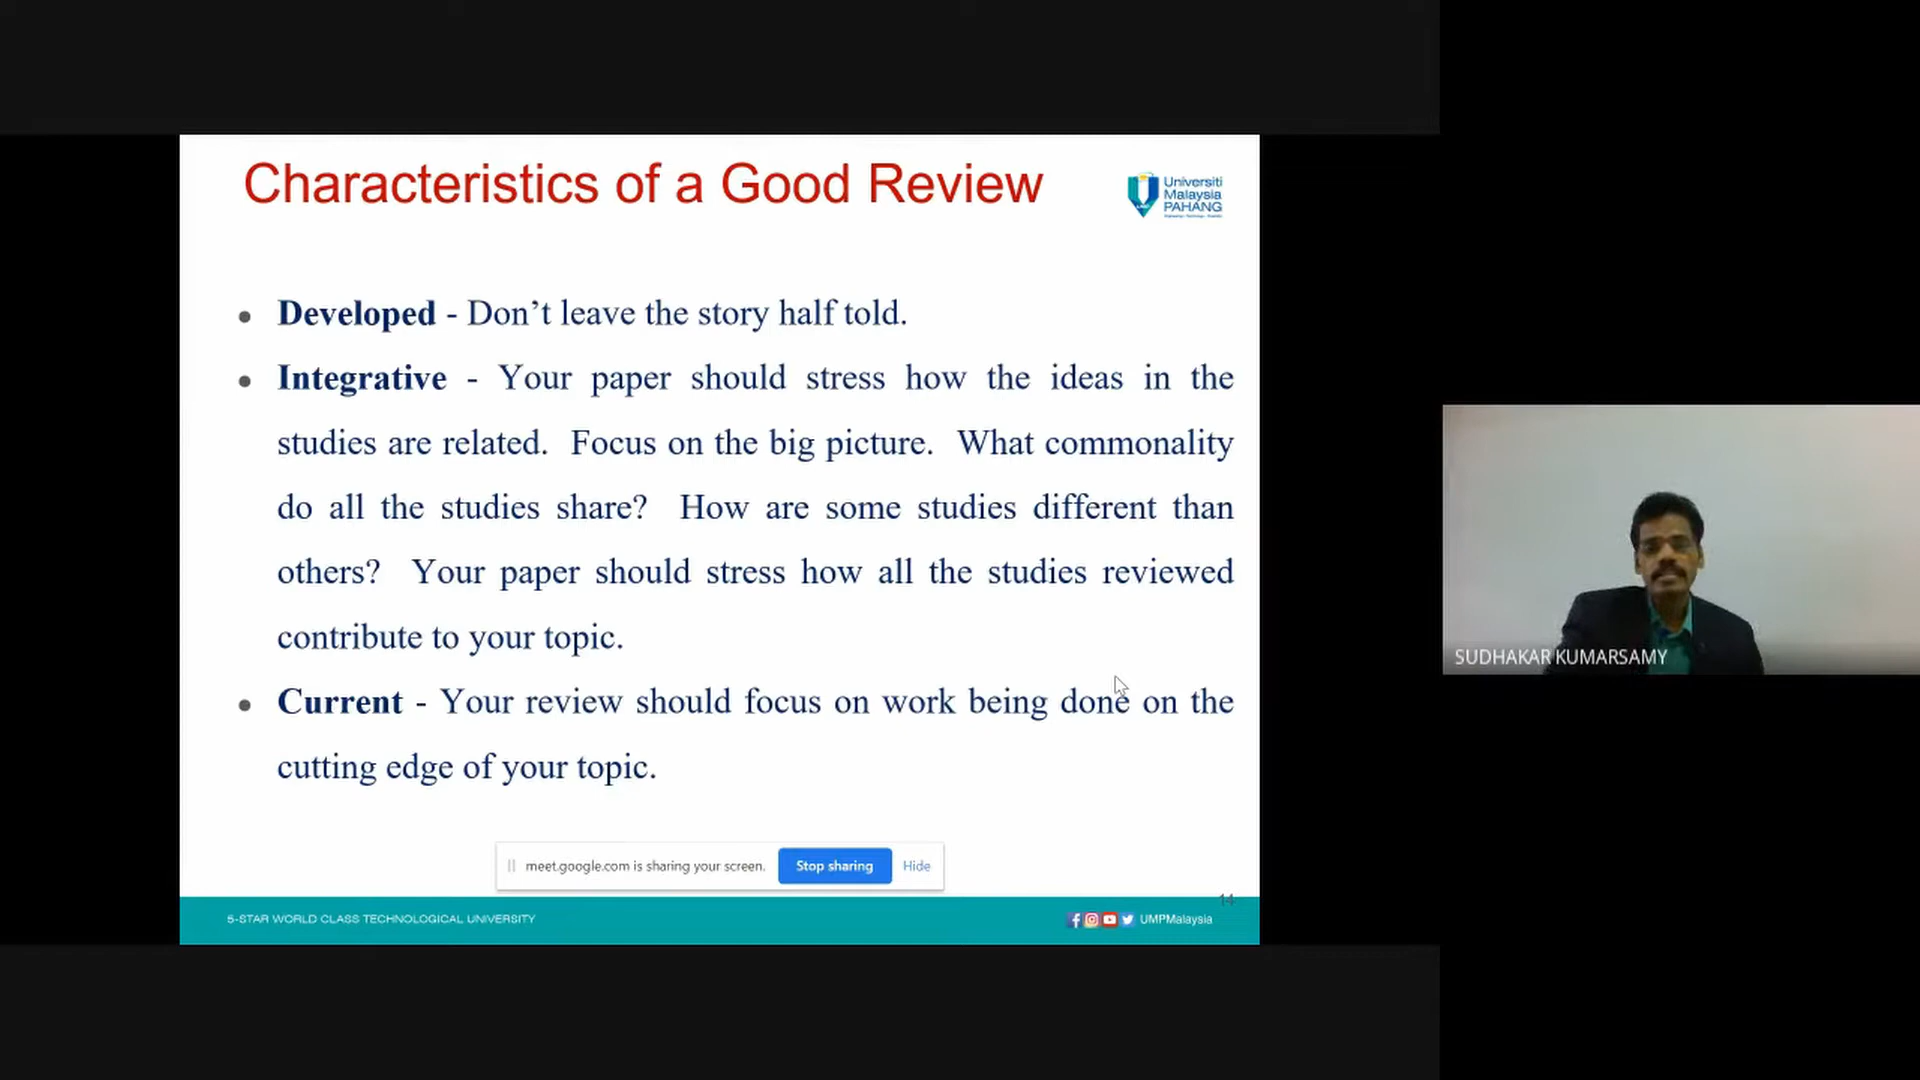 Characteristics of a Good Review
Universiti
Malaysia
PAHANG
• Developed - Don’t leave the story half told.
• Integrative - Your paper should stress how the ideas in the
studies are related. Focus on the big picture. What commonality
do all the studies share? How are some studies different than
others? Your paper should stress how all the studies reviewed
contribute to your topic.
• Current - Your review should focus on work being done on the
cutting edge of your topic.
meet.google.com is sharing your screen. Stop sharing Hide
14
5-STAR WORLD CLASS TECHNOLOGICAL UNIVERSITY
UMPMalaysia
SUDHAKAR KUMARSAMY